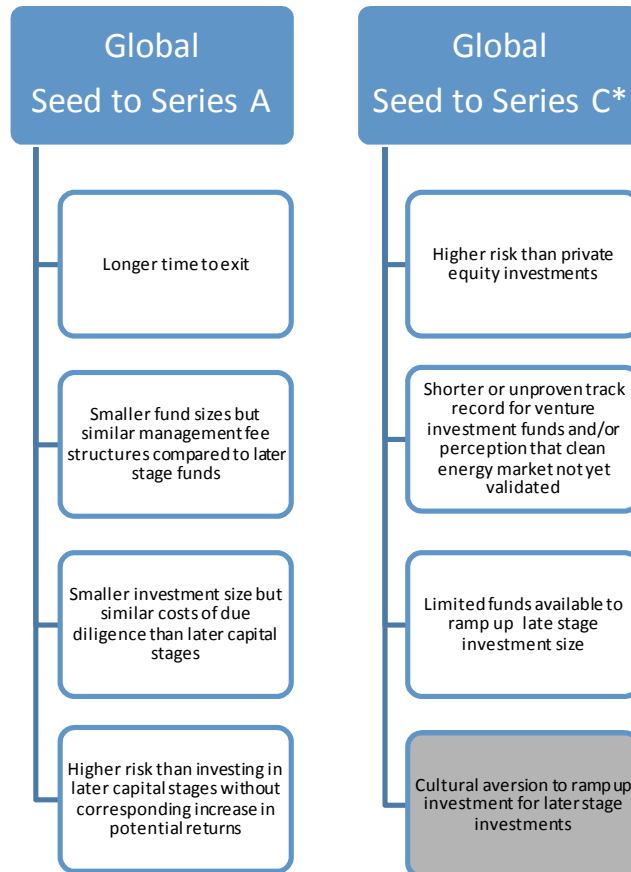 Global
Seed to Series A
Longer time to exit
Smaller fund sizes but
similar management fee
structures compared to later
stage funds
Smaller investment size but
similar costs of due
diligence than later capital
stages
Higher risk than investing in
later capital stages without
corresponding increase in
potential returns
Global
Seed to Series C*
Higher risk than private
equity investments
Shorter or unproven track
record for venture
investment funds and/or
perception that clean
energy market not yet
validated
Limited funds available to
ramp up late stage
investment size
Cultural aversion to ramp up
investment for later stage
investments